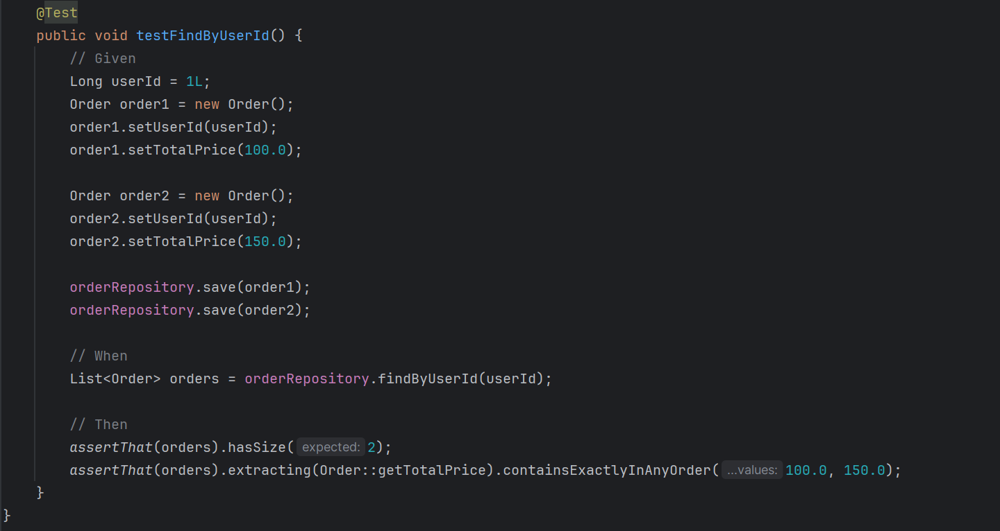 @Test
public void testFindByUserId() {
// Given
Long userId = 1L;
Order order1 = new Order();
order1.setUserId(userId);
order1.setTotalPrice(100.0);
Order order2 = new Order();
order2.setUserId(userId);
order2.setTotalPrice(150.0);
orderRepository.save(order1);
orderRepository.save(order2);
// When
List<Order> orders = orderRepository.findByUserId(userId);
// Then
assertThat(orders).hasSize( expected: 2);
assertThat(orders).extracting(Order::getTotalPrice).containsExactlyInAnyOrder( ...values: 100.0, 150.0);
}
}